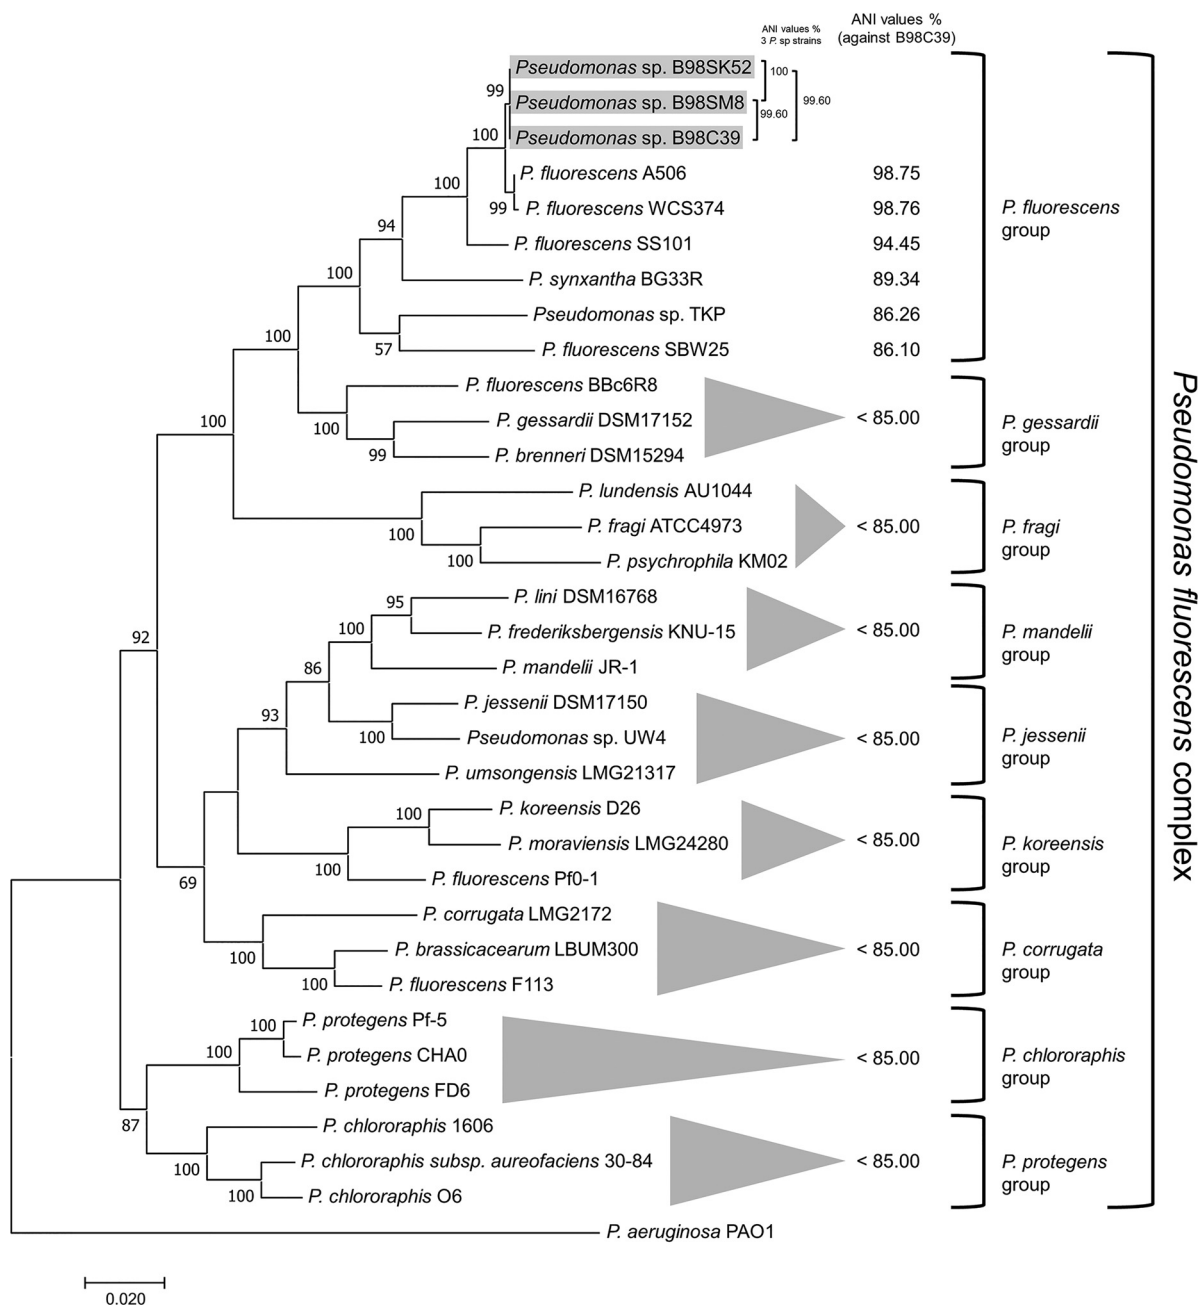 ANI values %
3 P. sp strains
ANI values %
(against B98C39)
Pseudomonas sp. B98SK52
100
99
Pseudomonas sp. B98SM8
99.60
99.60
100
Pseudomonas sp. B98C39
P. fluorescens A506
98.75
100
99
P. fluorescens WCS374
98.76
P. fluorescens
group
94
P. fluorescens SS101
94.45
100
P. synxantha BG33R
89.34
Pseudomonas sp. TKP
86.26
100
57
P. fluorescens SBW25
86.10
P. fluorescens BBc6R8
100
100
P. gessardii DSM17152
< 85.00
P. gessardii
group
99
P. brenneri DSM15294
P. lundensis AU1044
100
P. fragi ATCC4973
< 85.00
P. fragi
group
100
P. psychrophila KM02
95
P. lini DSM16768
92
100
P. frederiksbergensis KNU-15
< 85.00
P. mandelii
group
86
P. mandelii JR-1
93
P. jessenii DSM17150
100
Pseudomonas sp. UW4
< 85.00
P. jessenii
group
P. umsongensis LMG21317
100
P. koreensis D26
P. moraviensis LMG24280
< 85.00
P. koreensis
group
100
69
P. fluorescens Pf0-1
P. corrugata LMG2172
100
P. brassicacearum LBUM300
< 85.00
P. corrugata
group
100
P. fluorescens F113
100
P. protegens Pf-5
100
P. protegens CHA0
< 85.00
P. chlororaphis
group
P. protegens FD6
87
P. chlororaphis 1606
100
P. chlororaphis subsp. aureofaciens 30-84
< 85.00
P. protegens
group
100
P. chlororaphis O6
P. aeruginosa PAO1
0.020
Pseudomonas fluorescens complex